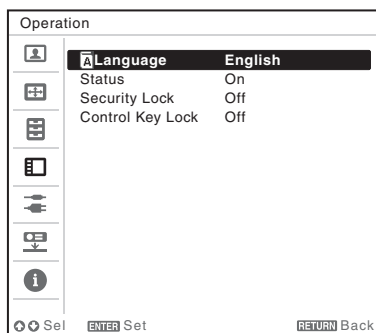 Operation
A Language English
Status On
Security Lock Off
Control Key Lock Off
Sel ENTER Set RETURN Back